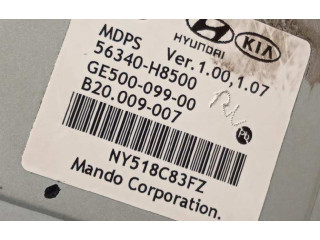 HYUNDAI KIA
MDPS Ver.1.00,1.07
56340-H8500
GE500-099-00
B20.009-007
Pb
NY518C83FZ
Mando Corporation.